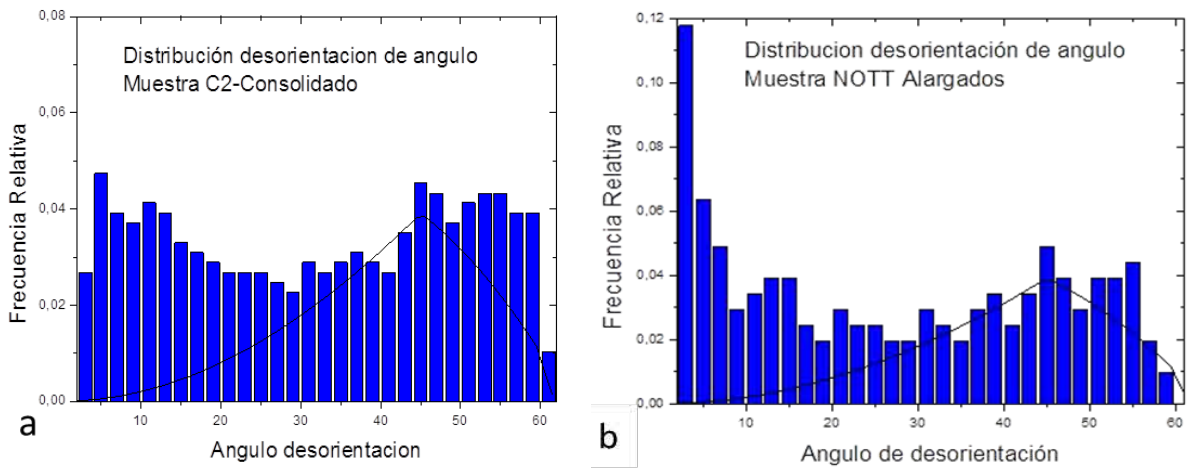 Distribución desorientacion de angulo
Muestra C2-Consolidado
Frecuencia Relativa
0,08
0,06
0,04
0,02
0,00
10
20
30
40
50
60
Angulo desorientacion
a
Distribucion desorientación de angulo
Muestra NOTT Alargados
Frecuencia Relativa
0,12
0,10
0,08
0,06
0,04
0,02
0,00
10
20
30
40
50
60
Angulo de desorientación
b